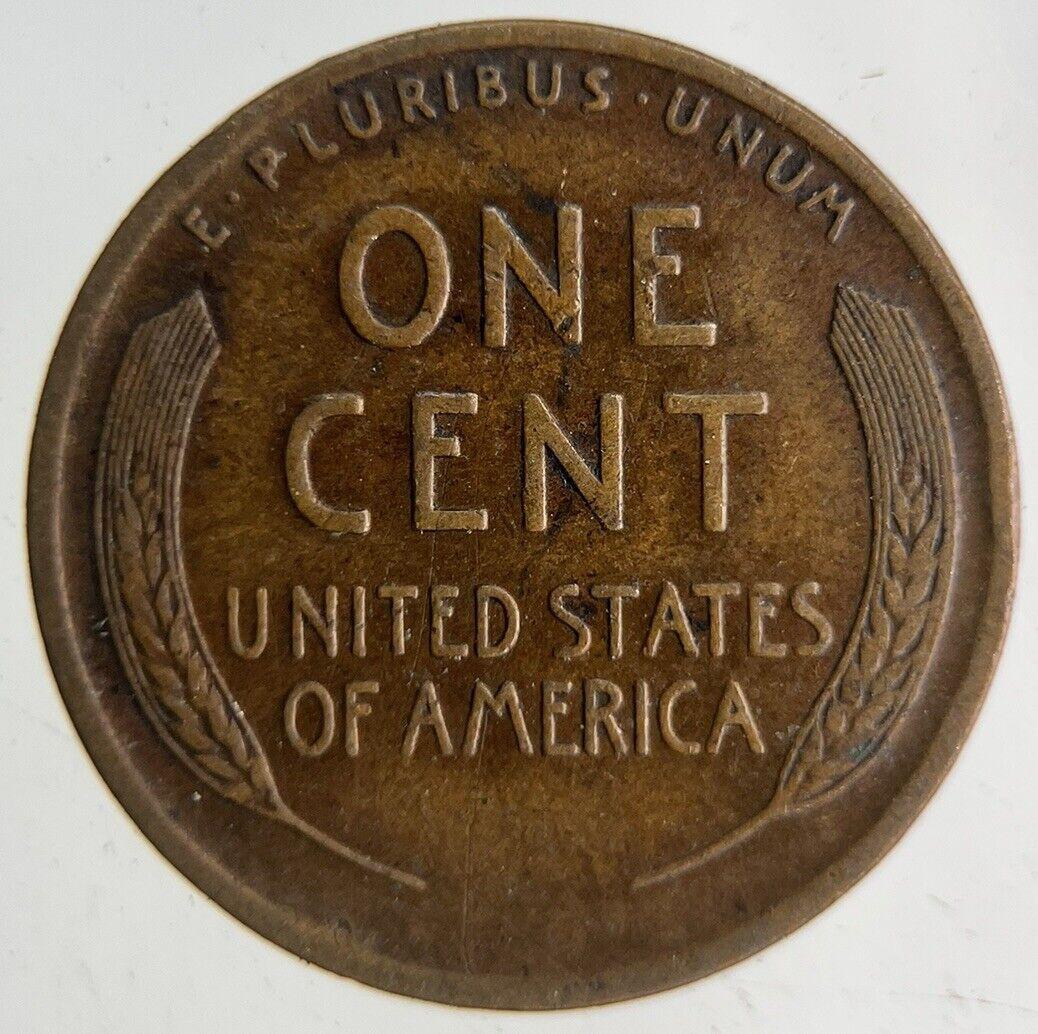 E·PLURIBUS·UNUM
ONE
CENT
UNITED STATES
OF AMERICA